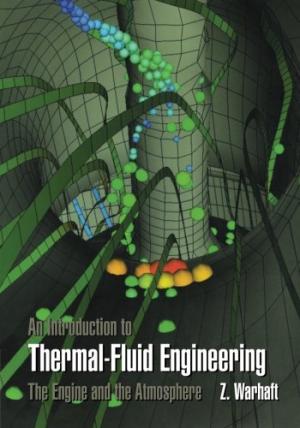 An Introduction to
Thermal-Fluid Engineering
The Engine and the Atmosphere Z. Warhaft